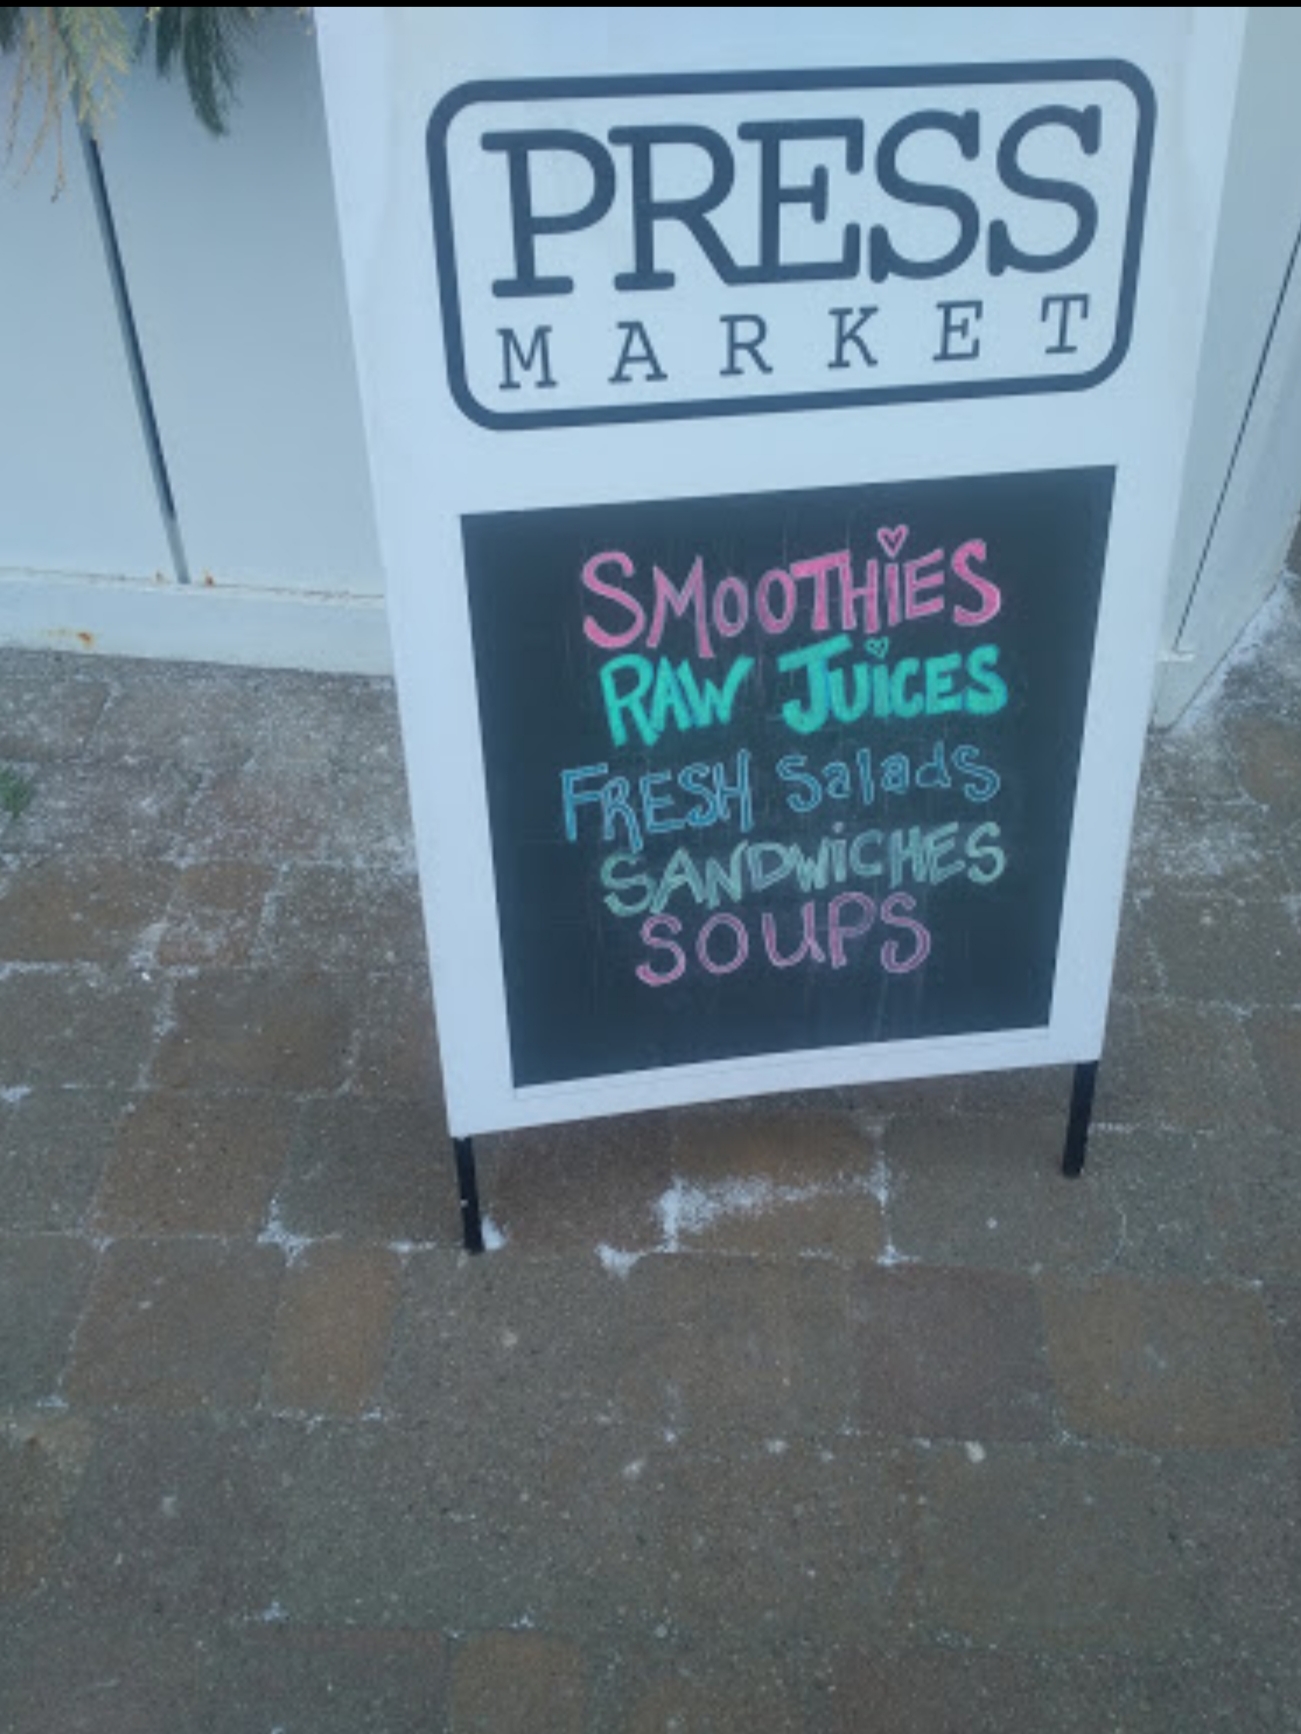 PRESS
MARKET
SMOOTHiES
RAW JUiCES
FRESH Salads
SANDWiCHES
SOUPS